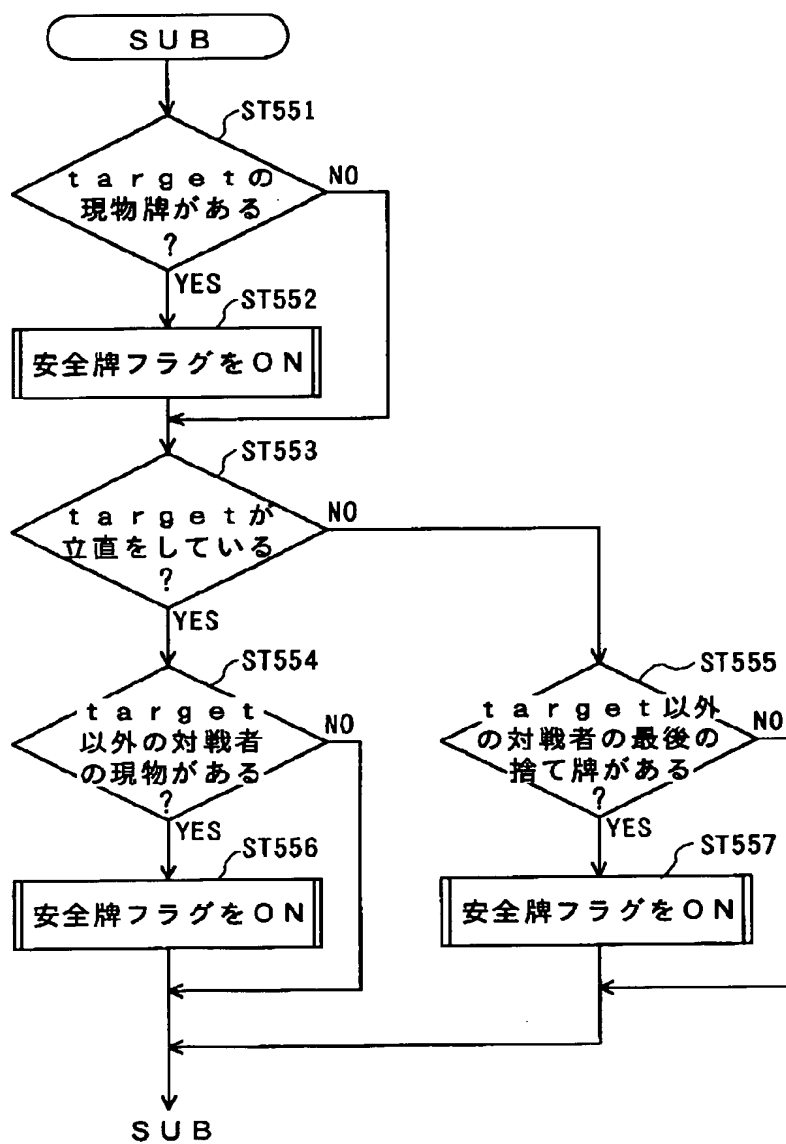 SUB
ST551
targetの
現物牌がある
?
NO
YES
ST552
安全牌フラグをON
ST553
targetが
立直をしている
?
NO
YES
ST554
target
以外の対戦者
の現物がある
?
NO
YES
ST555
target以外
の対戦者の最後の
捨て牌がある
?
NO
YES
ST556
安全牌フラグをON
ST557
安全牌フラグをON
SUB